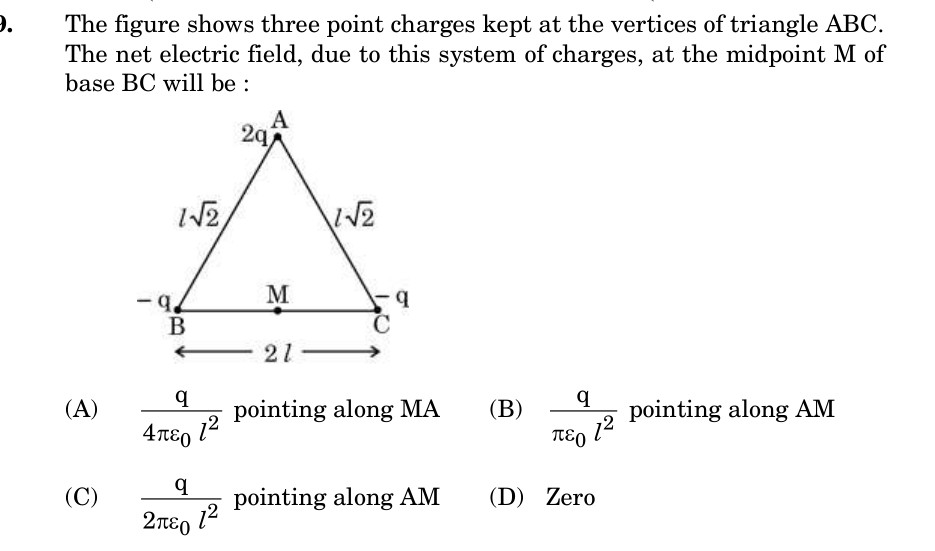 9. The figure shows three point charges kept at the vertices of triangle ABC.
The net electric field, due to this system of charges, at the midpoint M of
base BC will be :
A
2q
l√2 l√2
– q M – q
B C
2 l
(A) q / 4πε₀ l² pointing along MA (B) q / πε₀ l² pointing along AM
(C) q / 2πε₀ l² pointing along AM (D) Zero